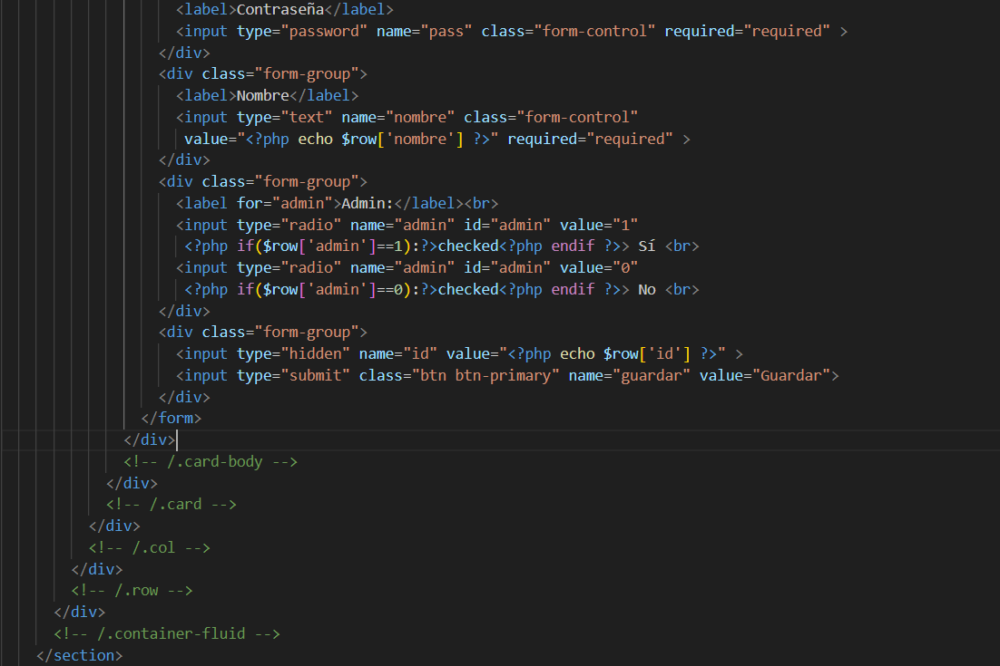 <label>Contraseña</label>
<input type="password" name="pass" class="form-control" required="required" >
</div>
<div class="form-group">
<label>Nombre</label>
<input type="text" name="nombre" class="form-control"
value="<?php echo $row['nombre'] ?>" required="required" >
</div>
<div class="form-group">
<label for="admin">Admin:</label><br>
<input type="radio" name="admin" id="admin" value="1"
<?php if($row['admin']==1):?>checked<?php endif ?>> Sí <br>
<input type="radio" name="admin" id="admin" value="0"
<?php if($row['admin']==0):?>checked<?php endif ?>> No <br>
</div>
<div class="form-group">
<input type="hidden" name="id" value="<?php echo $row['id'] ?>" >
<input type="submit" class="btn btn-primary" name="guardar" value="Guardar">
</div>
</form>
</div>
<!-- /.card-body -->
</div>
<!-- /.card -->
</div>
<!-- /.col -->
</div>
<!-- /.row -->
</div>
<!-- /.container-fluid -->
</section>